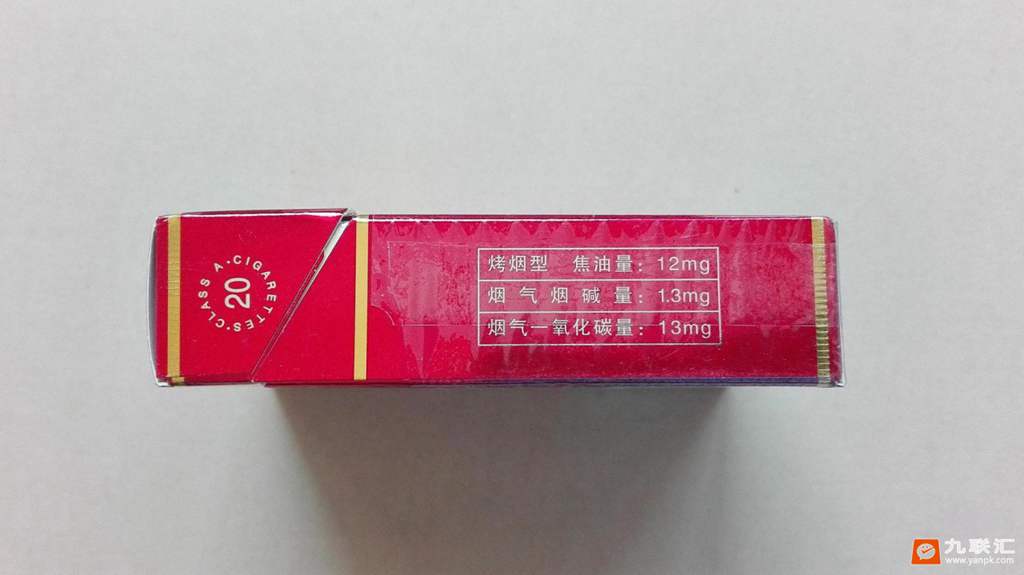 CLASS A·CIGARETTES·
20
烤烟型 焦油量：12mg
烟气烟碱量：1.3mg
烟气一氧化碳量：13mg
九联汇
www.yanpk.com